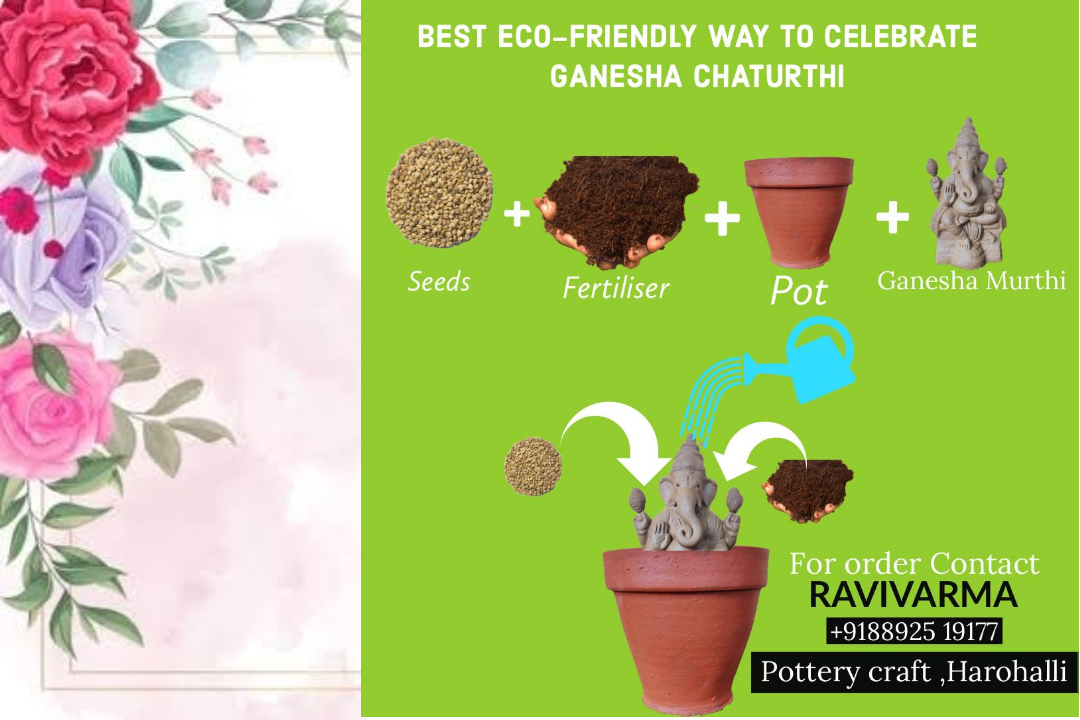 BEST ECO-FRIENDLY WAY TO CELEBRATE
GANESHA CHATURTHI
Seeds
Fertiliser
Pot
Ganesha Murthi
For order Contact
RAVIVARMA
+9188925 19177
Pottery craft ,Harohalli